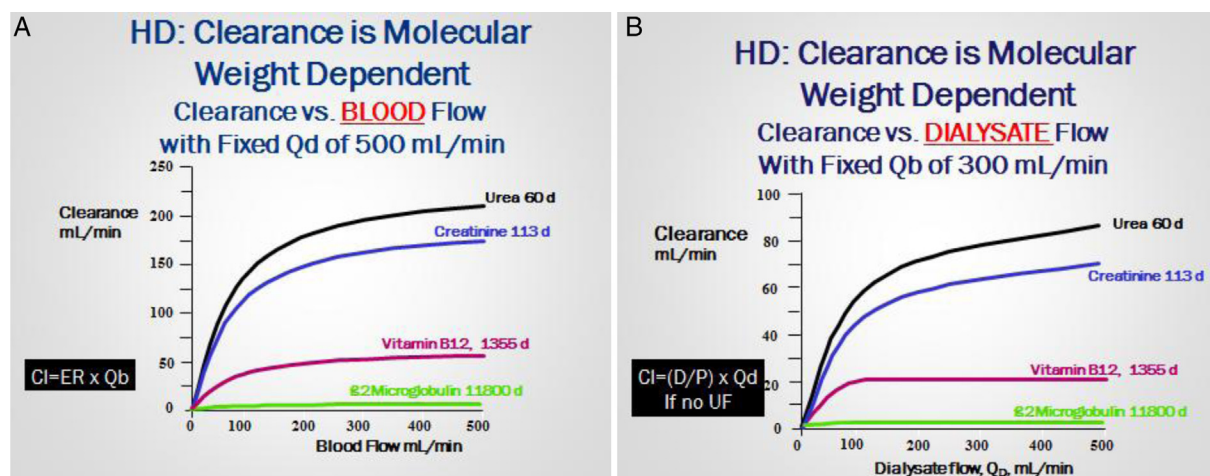 A
HD: Clearance is Molecular
Weight Dependent
Clearance vs. BLOOD Flow
with Fixed Qd of 500 mL/min
250
200
150
100
50
0
Clearance
mL/min
Urea 60 d
Creatinine 113 d
Vitamin B12, 1355 d
ß2Microglobulin 11800 d
Cl=ER x Qb
0 100 200 300 400 500
Blood Flow mL/min
B
HD: Clearance is Molecular
Weight Dependent
Clearance vs. DIALYSATE Flow
With Fixed Qb of 300 mL/min
100
80
60
40
20
0
Clearance
mL/min
Urea 60 d
Creatinine 113 d
Vitamin B12, 1355 d
ß2Microglobulin 11800 d
Cl=(D/P) x Qd
If no UF
0 100 200 300 400 500
Dialysate flow, QD, mL/min